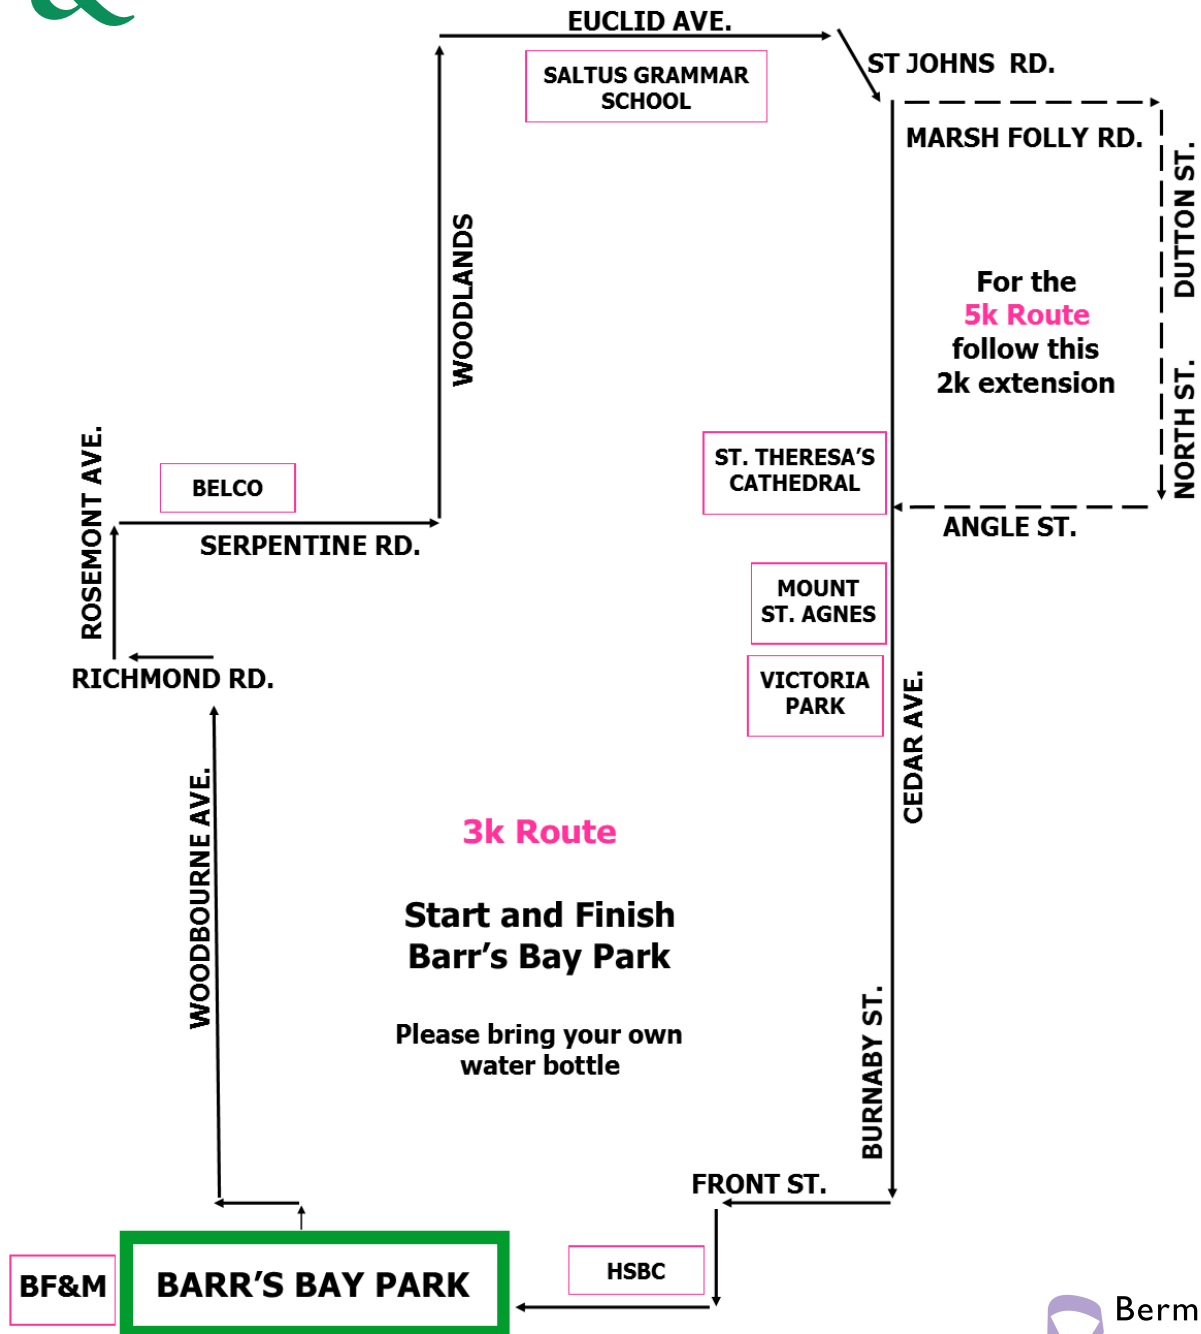 &
EUCLID AVE.
SALTUS GRAMMAR
SCHOOL
ST JOHNS RD.
MARSH FOLLY RD.
DUTTON ST.
WOODLANDS
For the
5k Route
follow this
2k extension
NORTH ST.
ST. THERESA’S
CATHEDRAL
ROSEMONT AVE.
BELCO
SERPENTINE RD.
ANGLE ST.
MOUNT
ST. AGNES
RICHMOND RD.
VICTORIA
PARK
CEDAR AVE.
WOODBOURNE AVE.
3k Route
Start and Finish
Barr’s Bay Park
Please bring your own
water bottle
BURNABY ST.
FRONT ST.
HSBC
BF&M
BARR’S BAY PARK
Berm